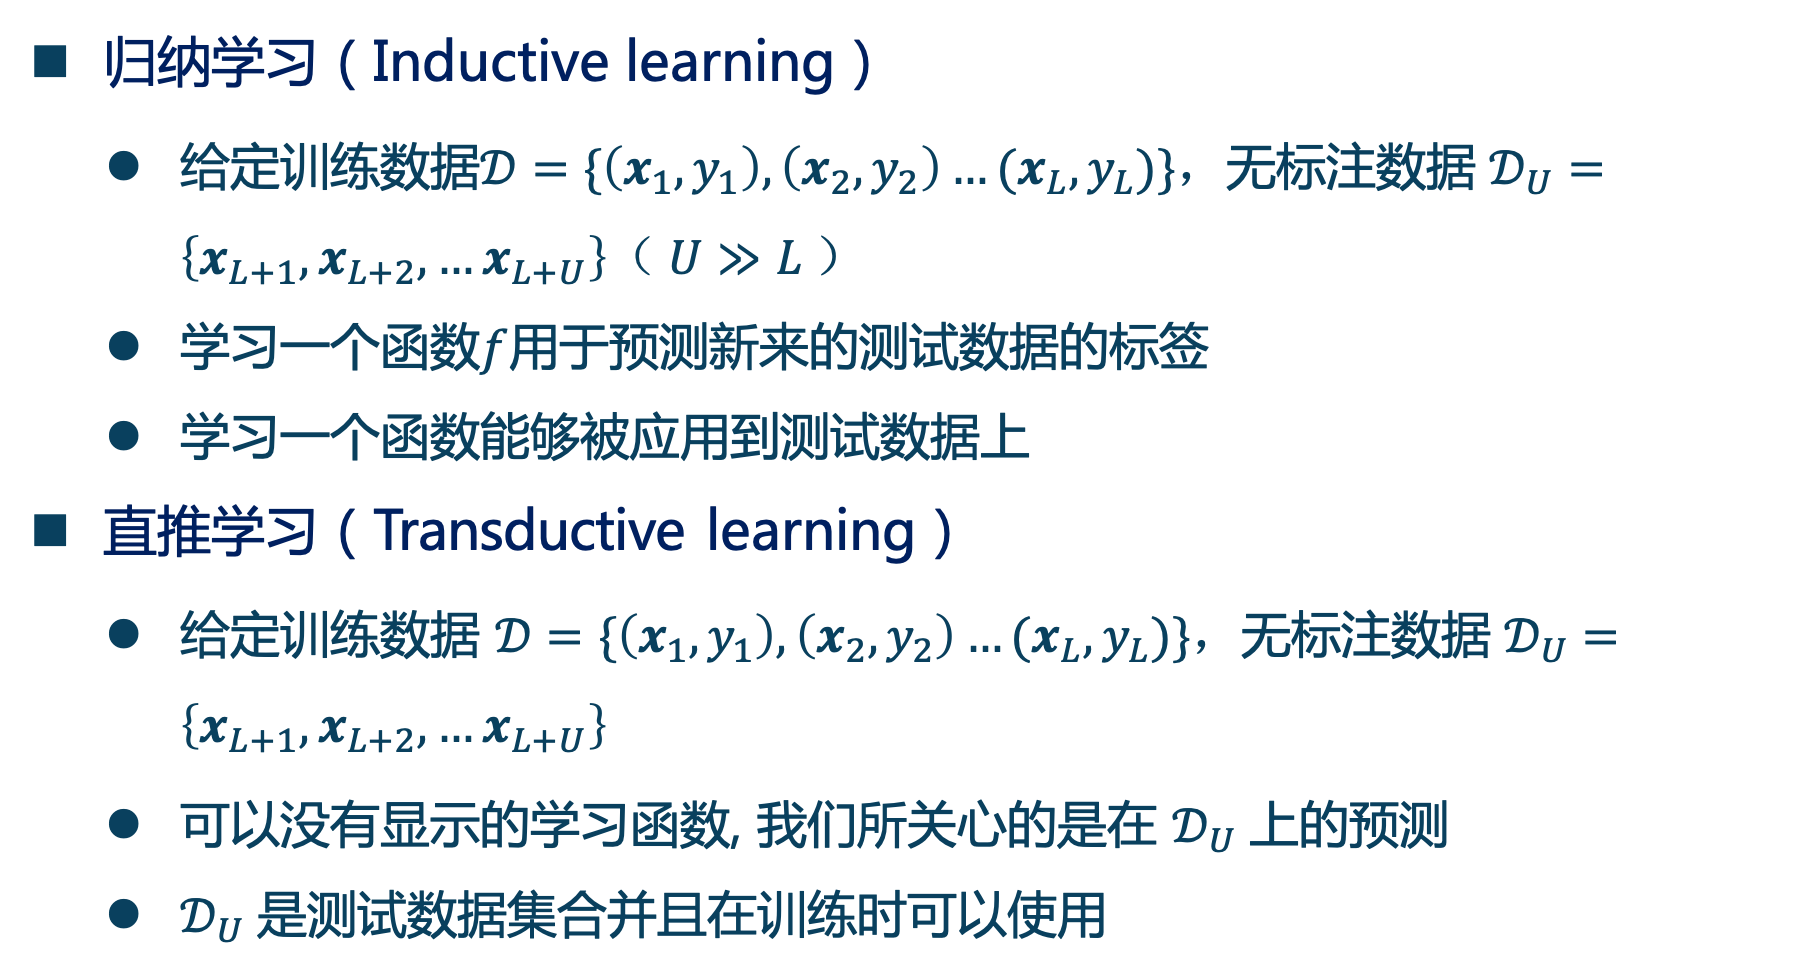 ■ 归纳学习（Inductive learning）
● 给定训练数据𝒟 = {(𝒙₁, y₁), (𝒙₂, y₂) … (𝒙_L, y_L)}，无标注数据 𝒟_U =
{𝒙_{L+1}, 𝒙_{L+2}, … 𝒙_{L+U}}（ U ≫ L ）
● 学习一个函数f用于预测新来的测试数据的标签
● 学习一个函数能够被应用到测试数据上
■ 直推学习（Transductive learning）
● 给定训练数据 𝒟 = {(𝒙₁, y₁), (𝒙₂, y₂) … (𝒙_L, y_L)}，无标注数据 𝒟_U =
{𝒙_{L+1}, 𝒙_{L+2}, … 𝒙_{L+U}}
● 可以没有显示的学习函数, 我们所关心的是在 𝒟_U 上的预测
● 𝒟_U 是测试数据集合并且在训练时可以使用